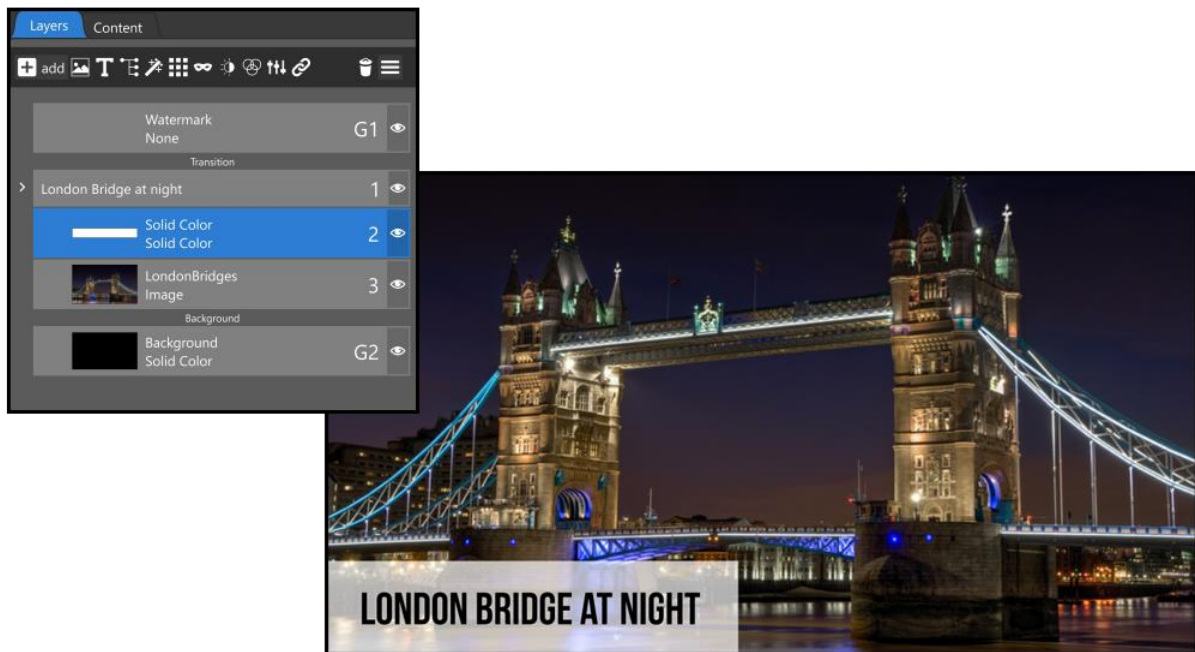 Layers Content
add
Watermark
None
G1
Transition
London Bridge at night 1
Solid Color
Solid Color
2
LondonBridges
Image
3
Background
Background
Solid Color
G2
LONDON BRIDGE AT NIGHT